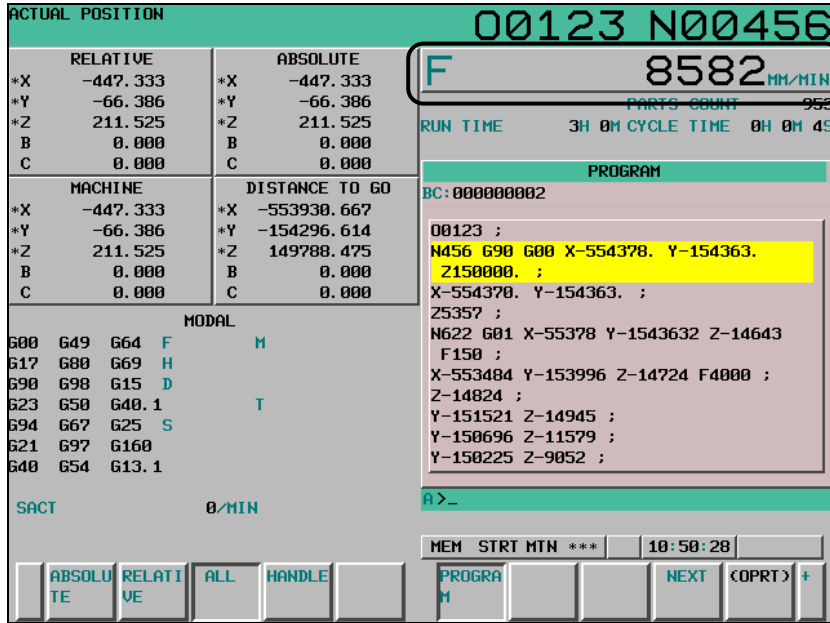 ACTUAL POSITION
O0123 N00456
RELATIVE
*X -447.333
*Y -66.386
*Z 211.525
B 0.000
C 0.000
ABSOLUTE
*X -447.333
*Y -66.386
*Z 211.525
B 0.000
C 0.000
MACHINE
*X -447.333
*Y -66.386
*Z 211.525
B 0.000
C 0.000
DISTANCE TO GO
*X -553930.667
*Y -154296.614
*Z 149788.475
B 0.000
C 0.000
MODAL
G00 G49 G64 F M
G17 G80 G69 H
G90 G98 G15 D
G23 G50 G40.1 T
G94 G67 G25 S
G21 G97 G160
G40 G54 G13.1
SACT 0/MIN
F 8582 MM/MIN
PARTS COUNT 952
RUN TIME 3H 0M CYCLE TIME 0H 0M 49
PROGRAM
BC:000000002
O0123 ;
N456 G90 G00 X-554378. Y-154363.
Z150000. ;
X-554370. Y-154363. ;
Z5357 ;
N622 G01 X-55378 Y-1543632 Z-14643
F150 ;
X-553484 Y-153996 Z-14724 F4000 ;
Z-14824 ;
Y-151521 Z-14945 ;
Y-150696 Z-11579 ;
Y-150225 Z-9052 ;
A>_
MEM STRT MTN *** 10:50:28
ABSOLU
TE
RELATI
VE
ALL
HANDLE
PROGRA
M
NEXT
(OPRT)
+